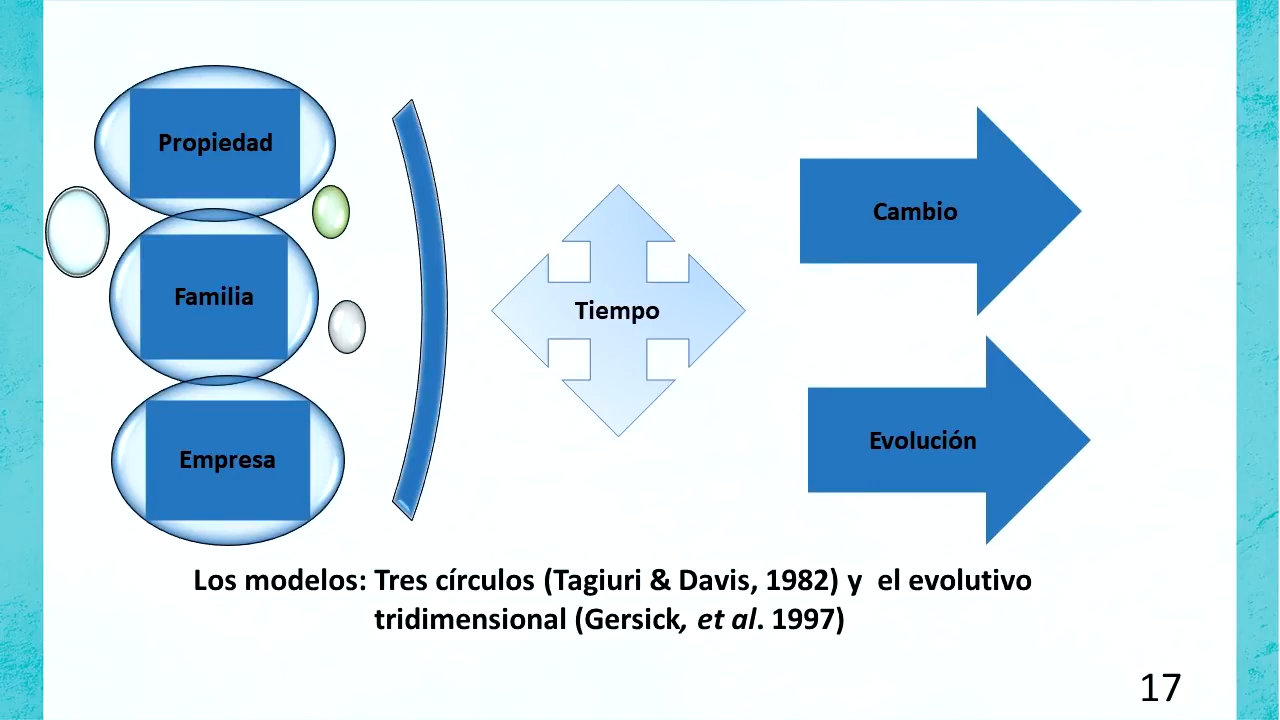 Propiedad
Familia
Empresa
Tiempo
Cambio
Evolución
Los modelos: Tres círculos (Tagiuri & Davis, 1982) y  el evolutivo
tridimensional (Gersick, et al. 1997)
17